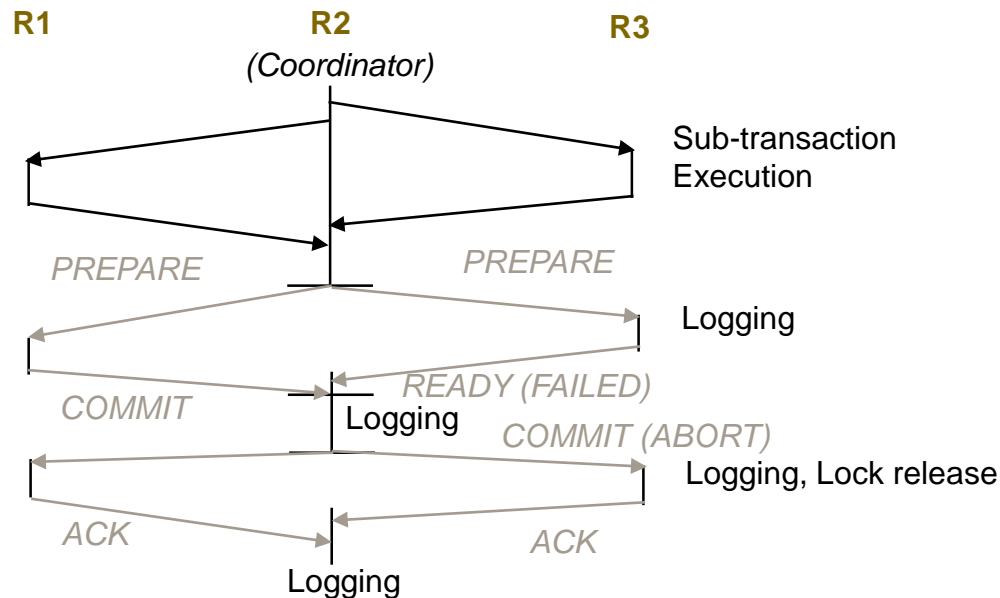 R1
R2
R3
(Coordinator)
Sub-transaction
Execution
PREPARE
PREPARE
Logging
READY (FAILED)
COMMIT
Logging
COMMIT (ABORT)
Logging, Lock release
ACK
ACK
Logging